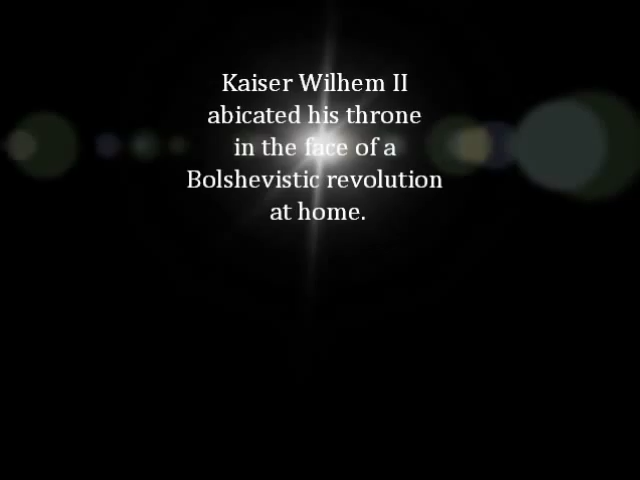 Kaiser Wilhem II
abicated his throne
in the face of a
Bolshevistic revolution
at home.